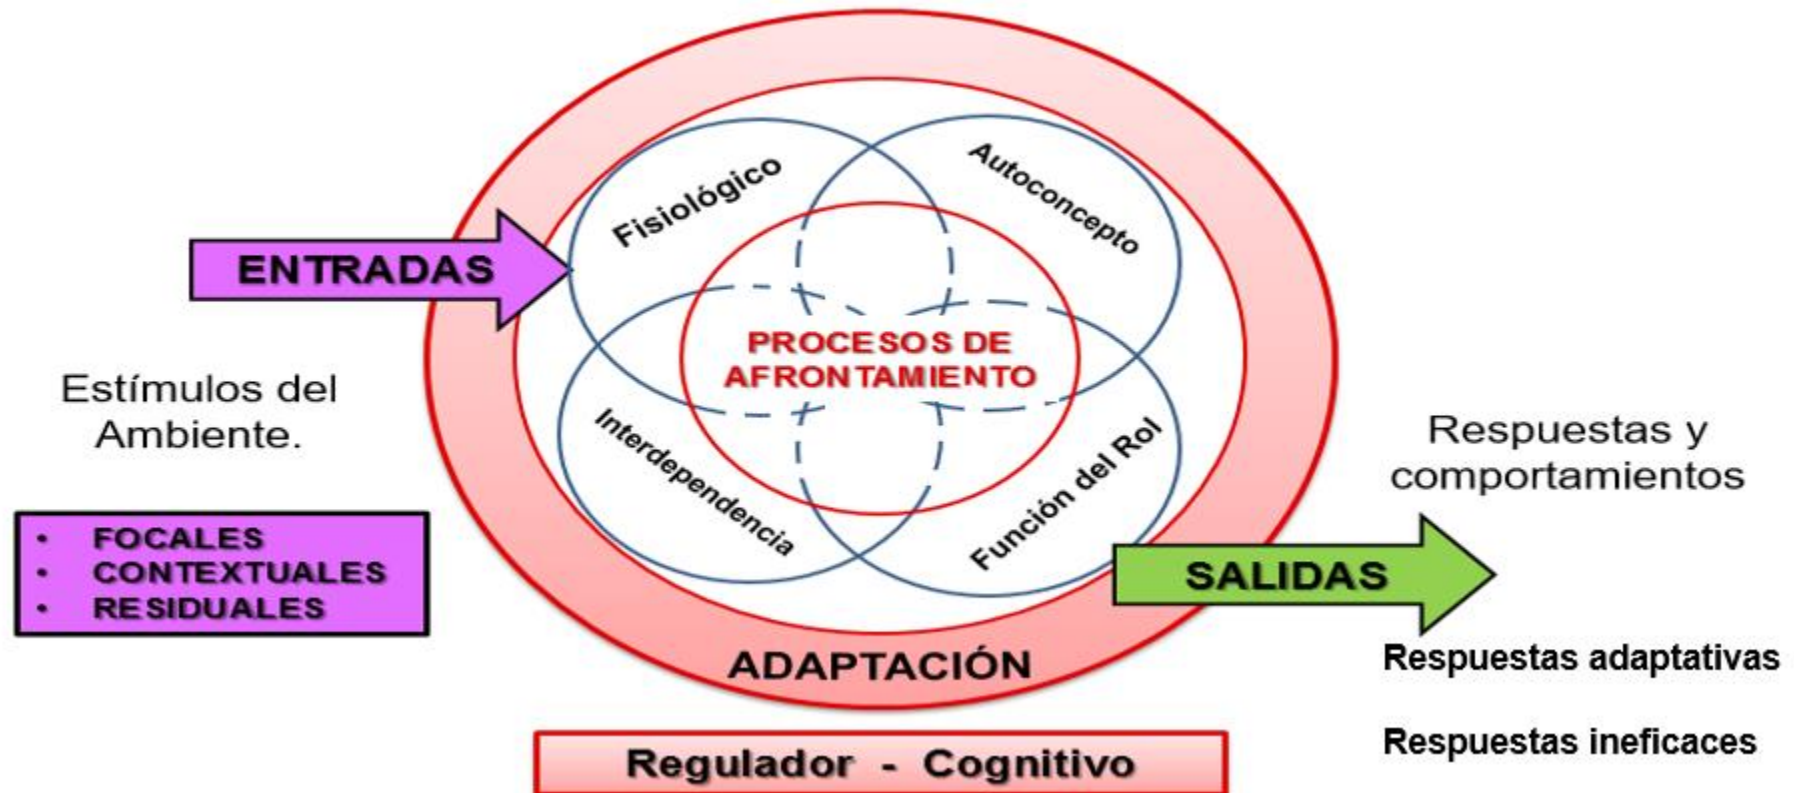 Fisiológico
Autoconcepto
ENTRADAS
PROCESOS DE
AFRONTAMIENTO
Estímulos del
Ambiente.
Interdependencia
Función del Rol
Respuestas y
comportamientos
• FOCALES
• CONTEXTUALES
• RESIDUALES
SALIDAS
ADAPTACIÓN
Respuestas adaptativas
Regulador - Cognitivo
Respuestas ineficaces